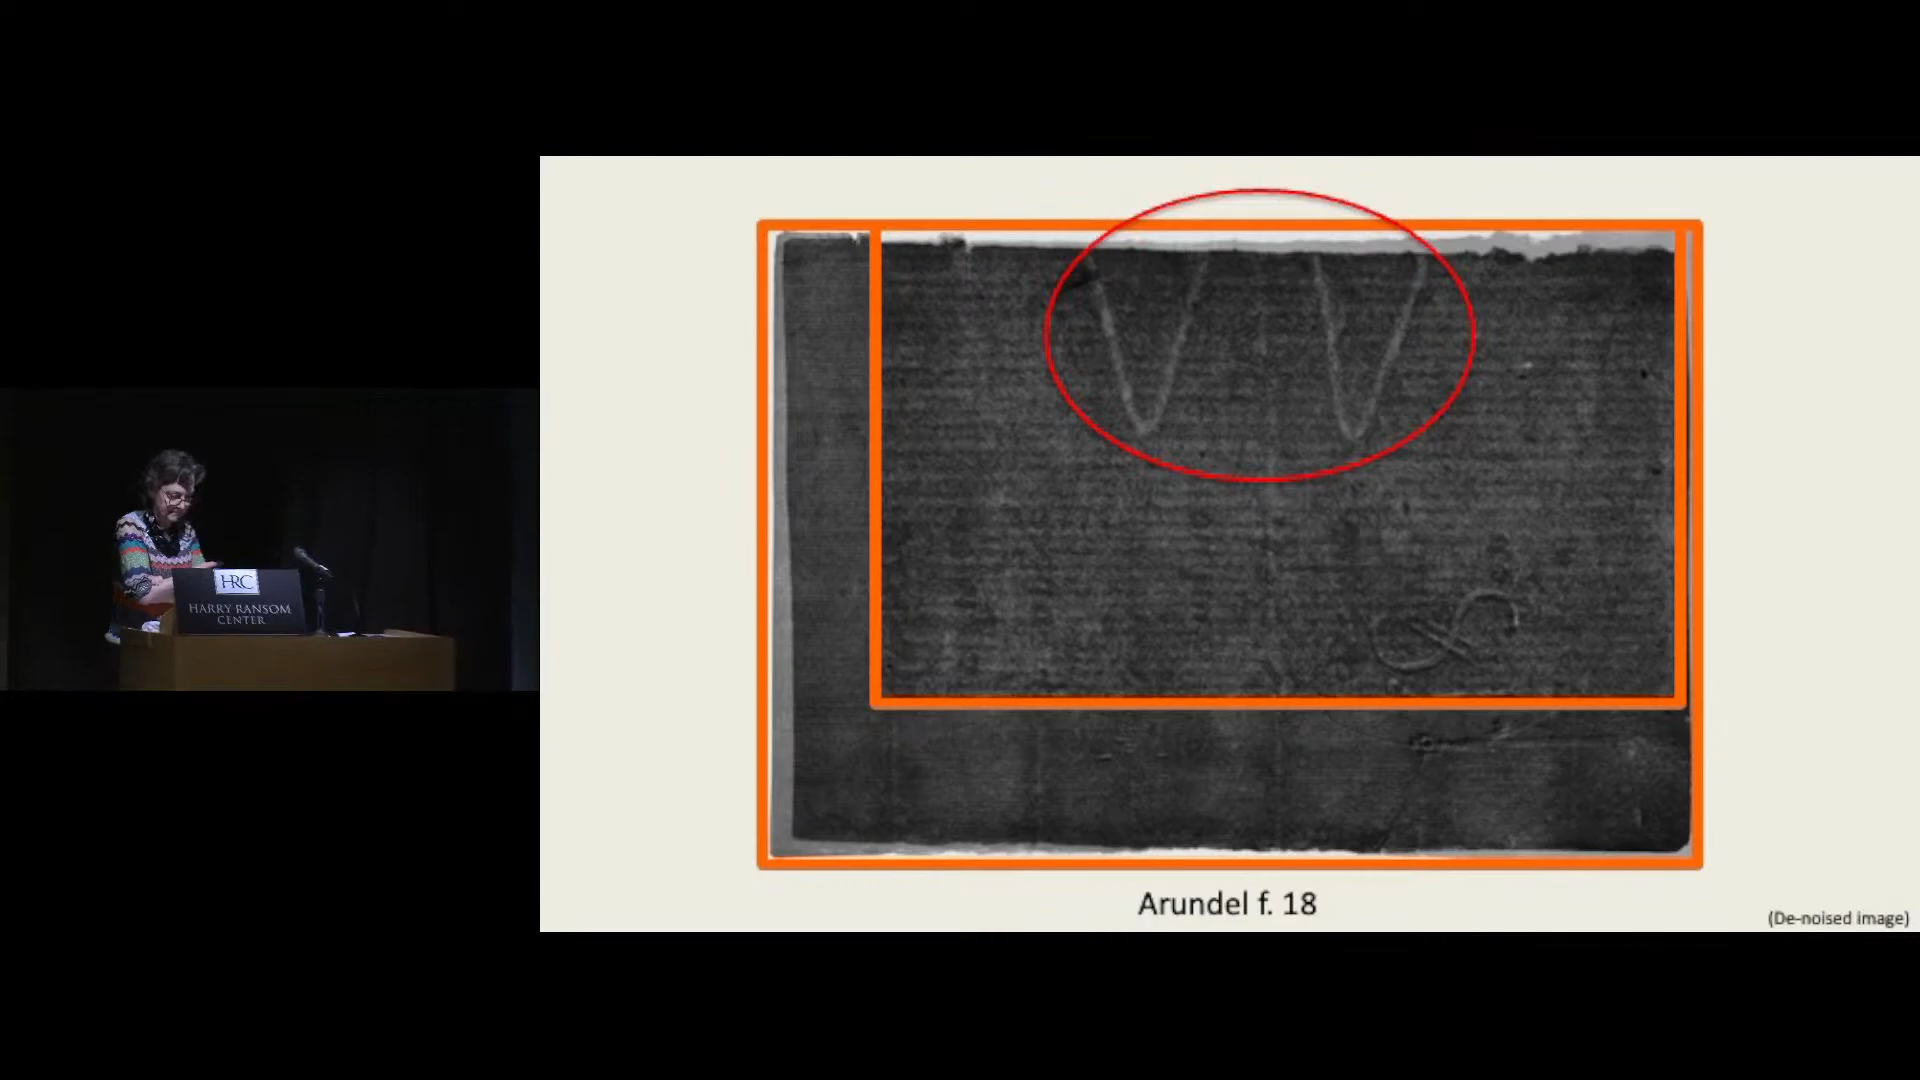 HRC
HARRY RANSOM
CENTER
Arundel f. 18
(De-noised image)